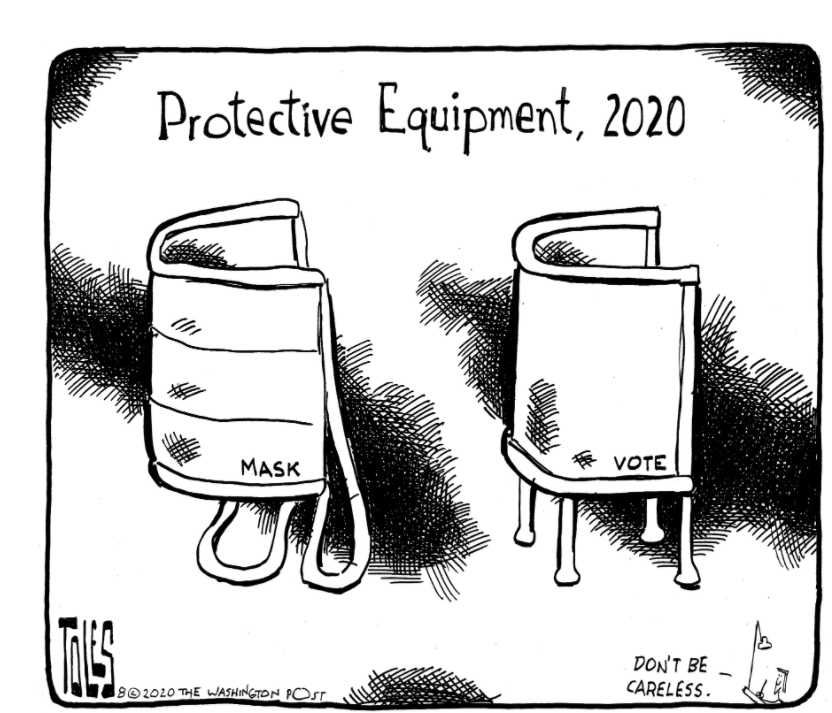 Protective Equipment, 2020
MASK
VOTE
TOLES
8©2020 THE WASHINGTON POST
DON'T BE
CARELESS.